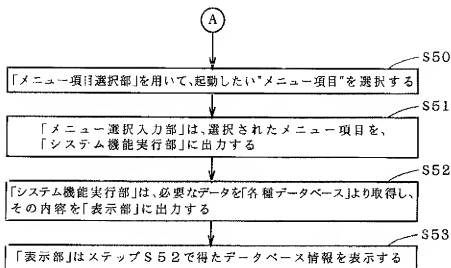 A
S50
「メニュー項目選択部」を用いて、起動したい"メニュー項目"を選択する
S51
「メニュー選択入力部」は、選択されたメニュー項目を、
「システム機能実行部」に出力する
S52
「システム機能実行部」は、必要なデータを「各種データベース」より取得し、
その内容を「表示部」に出力する
S53
「表示部」はステップS52で得たデータベース情報を表示する